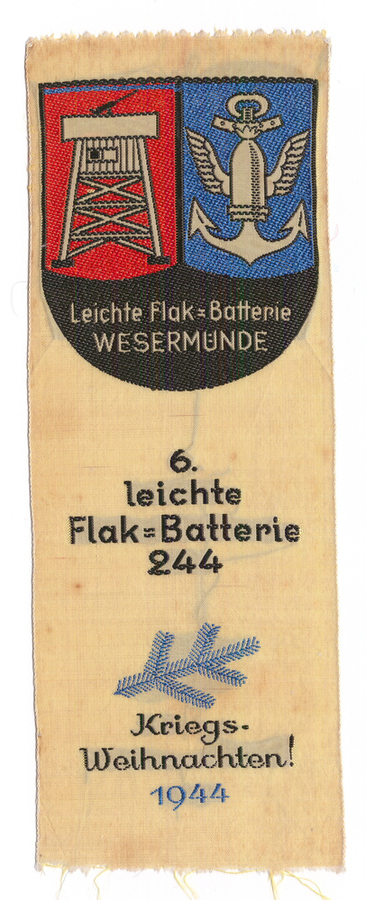 Leichte Flak=Batterie
WESERMÜNDE
6.
leichte
Flak=Batterie
244
Kriegs-
Weihnachten!
1944